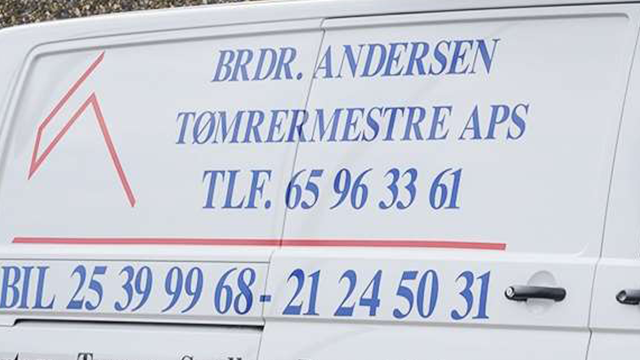 BRDR. ANDERSEN
TØMRERMESTRE APS
TLF. 65 96 33 61
BIL 25 39 99 68 - 21 24 50 31